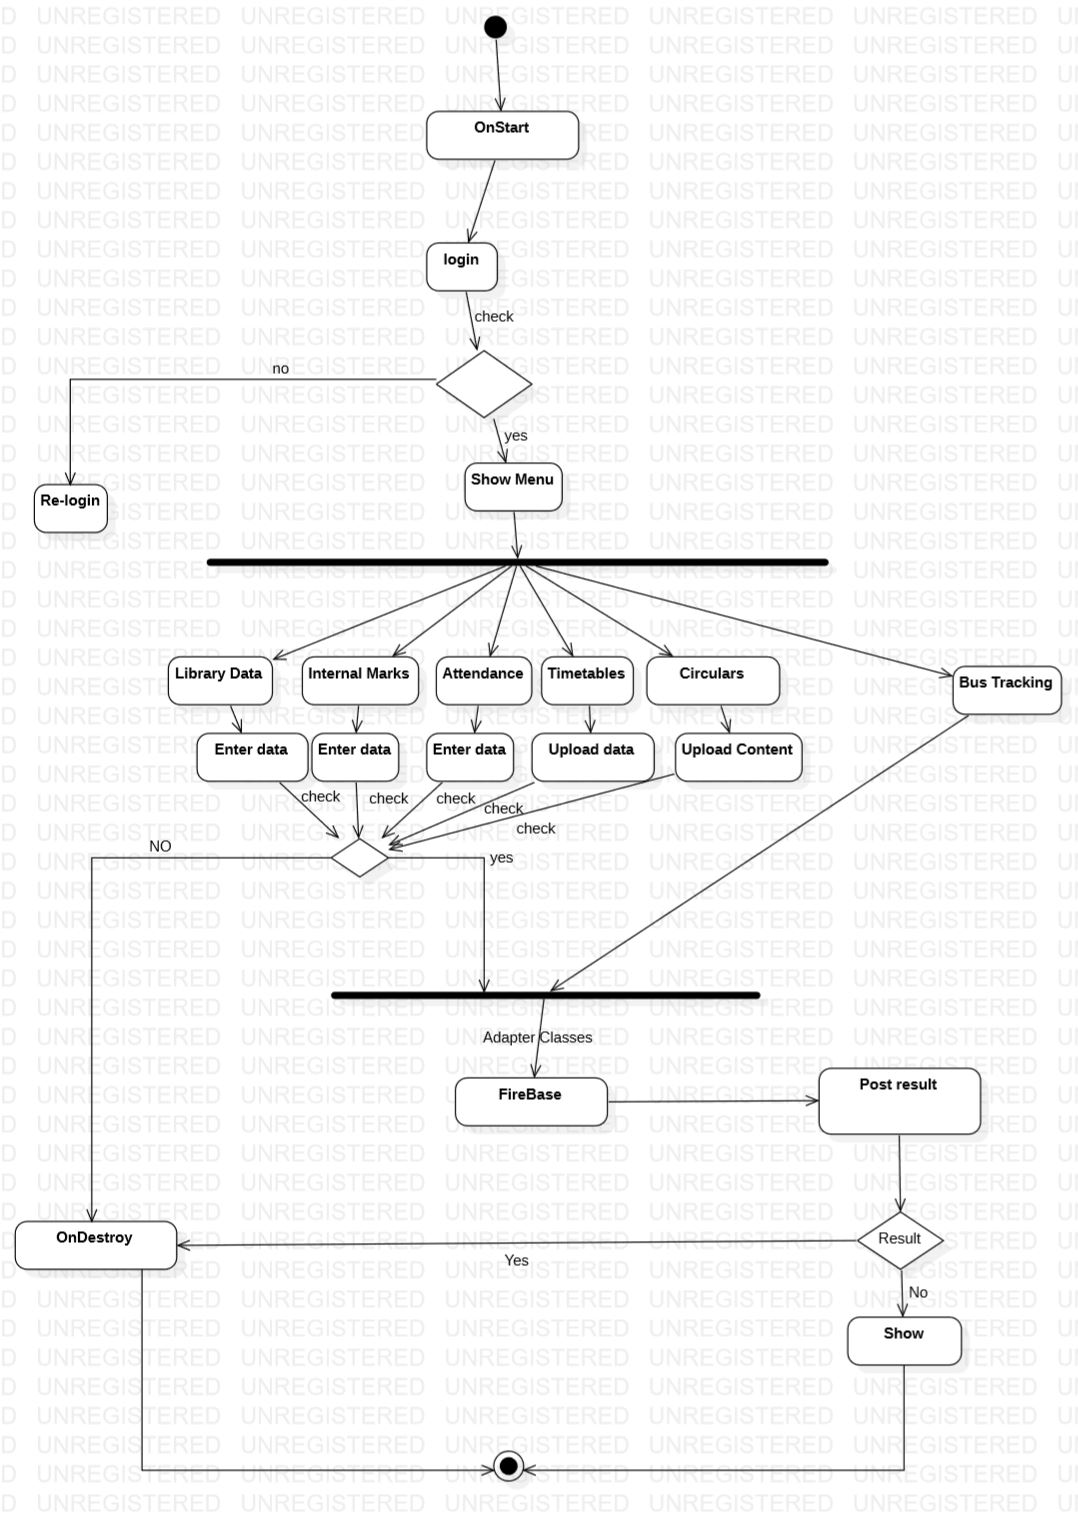 OnStart
login
check
no
yes
Show Menu
Re-login
Library Data
Internal Marks
Attendance
Timetables
Circulars
Bus Tracking
Enter data
Enter data
Enter data
Upload data
Upload Content
check
check
check
check
check
NO
yes
Adapter Classes
FireBase
Post result
OnDestroy
Result
Yes
No
Show
UNREGISTERED